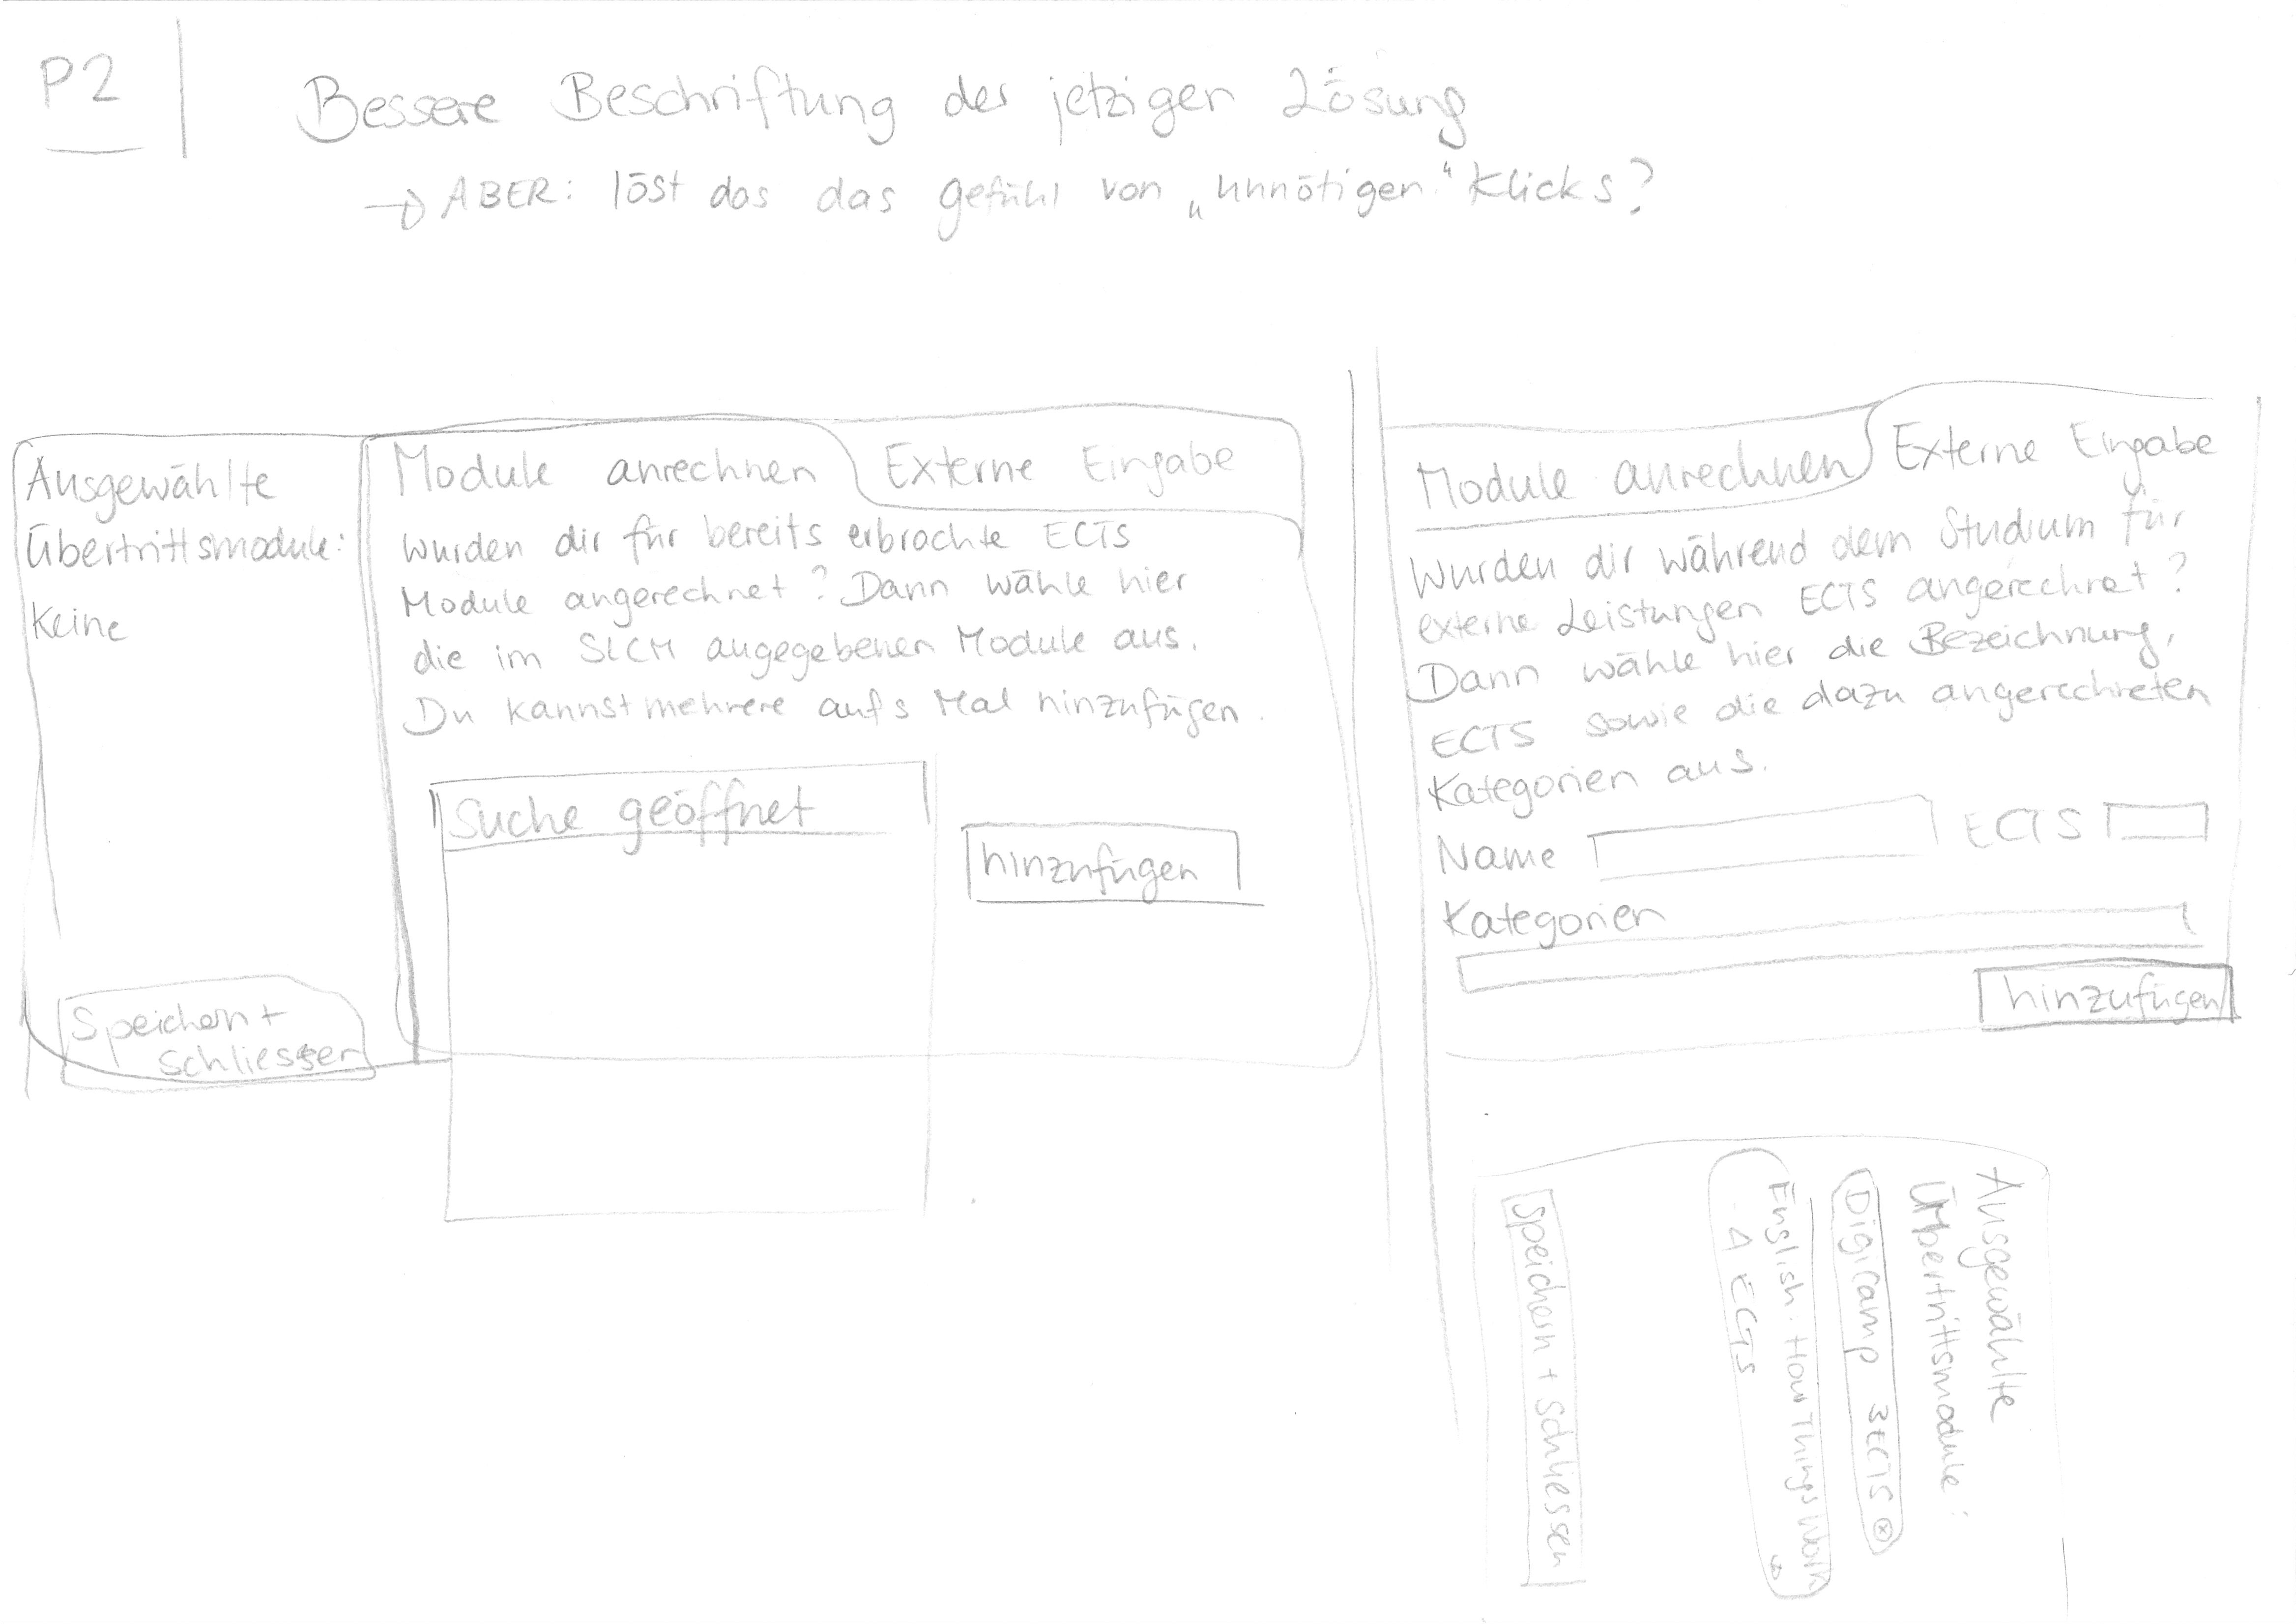 P2
Bessere Beschriftung der jetzigen Lösung
→ ABER: löst das das gefühl von „unnötigen" Klicks?
Ausgewählte
Übertrittsmodule:
Keine
Speichern +
schliessen
Module anrechnen
Externe Eingabe
Wurden dir für bereits erbrachte ECTS
Module angerechnet? Dann wähle hier
die im SLCM angegebenen Module aus.
Du kannst mehrere aufs Mal hinzufügen.
Suche geöffnet
hinzufügen
Module anrechnen
Externe Eingabe
Wurden dir während dem Studium für
externe Leistungen ECTS angerechnet?
Dann wähle hier die Bezeichnung,
ECTS sowie die dazu angerechneten
Kategorien aus.
Name
ECTS
Kategorien
hinzufügen
Ausgewählte
Übertrittsmodule:
Digicamp 3ECTS ⊗
English: How Things Work
ECTS
Speichern + schliessen